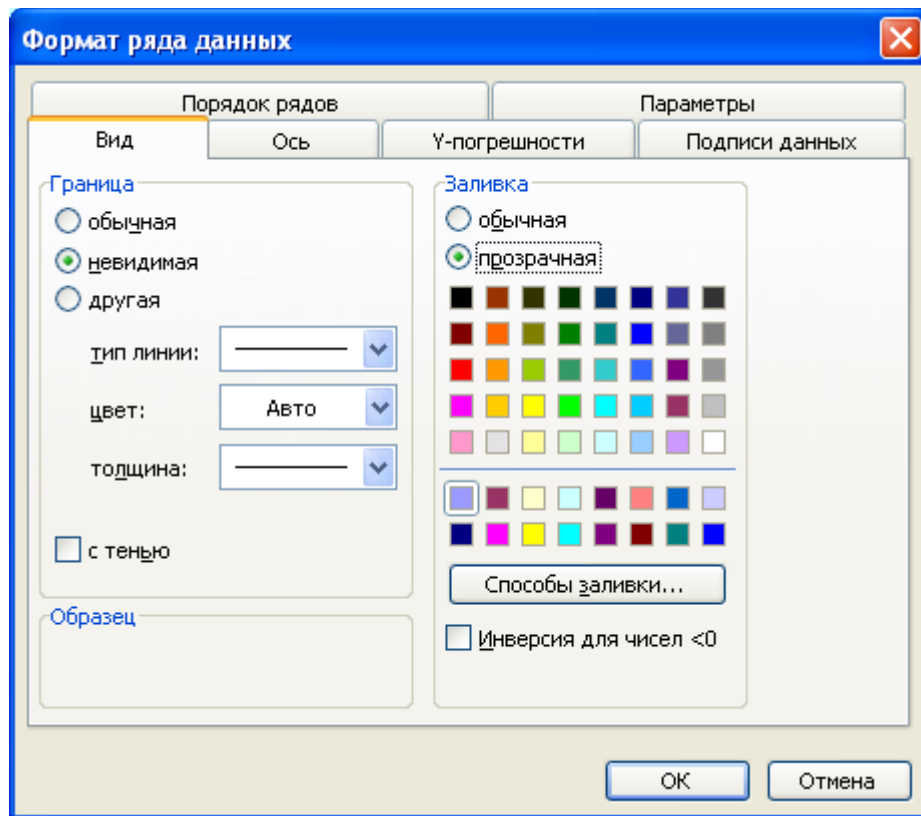 Формат ряда данных
Порядок рядов
Параметры
Вид
Ось
Y-погрешности
Подписи данных
Граница
обычная
невидимая
другая
тип линии:
цвет:
Авто
толщина:
с тенью
Образец
Заливка
обычная
прозрачная
Способы заливки...
Инверсия для чисел <0
ОК
Отмена